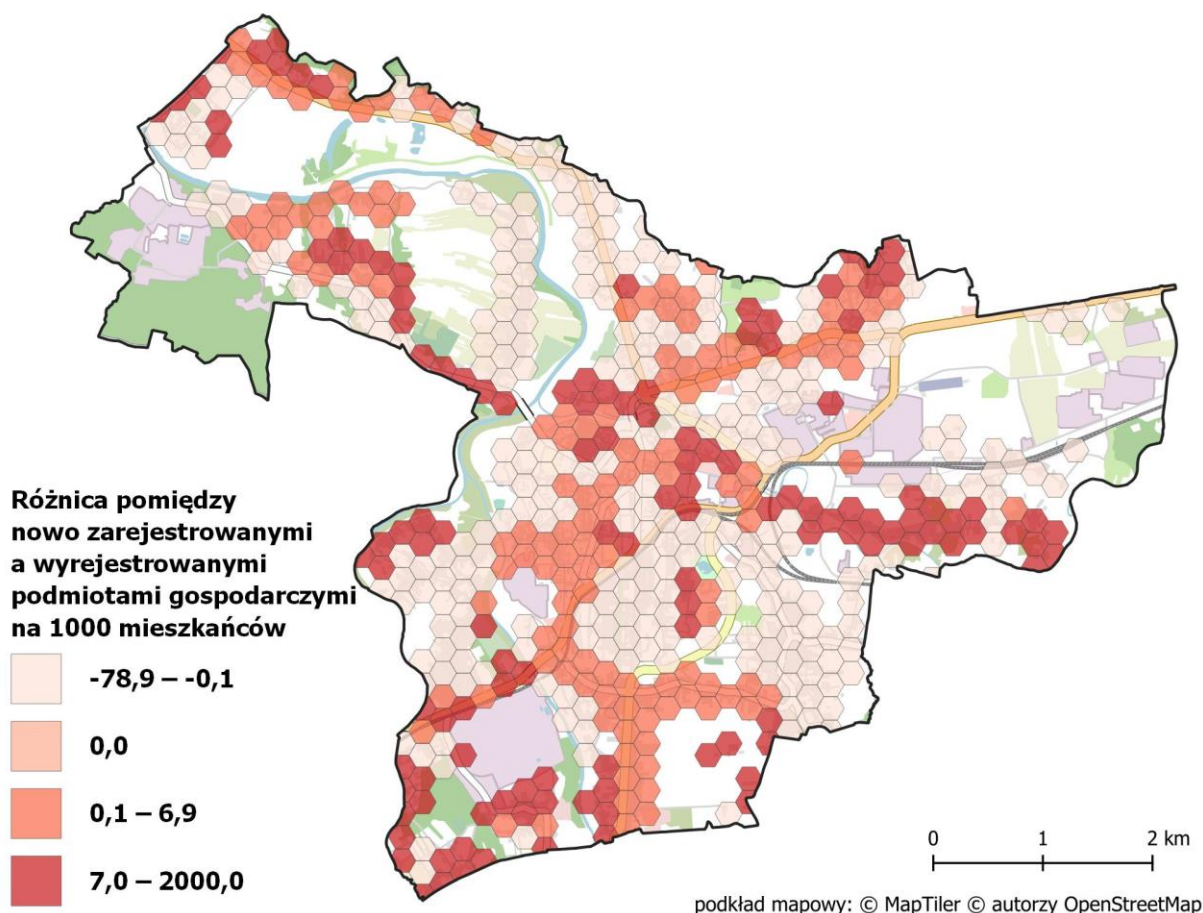 Różnica pomiędzy
nowo zarejestrowanymi
a wyrejestrowanymi
podmiotami gospodarczymi
na 1000 mieszkańców
-78,9 – -0,1
0,0
0,1 – 6,9
7,0 – 2000,0
0 1 2 km
podkład mapowy: © MapTiler © autorzy OpenStreetMap